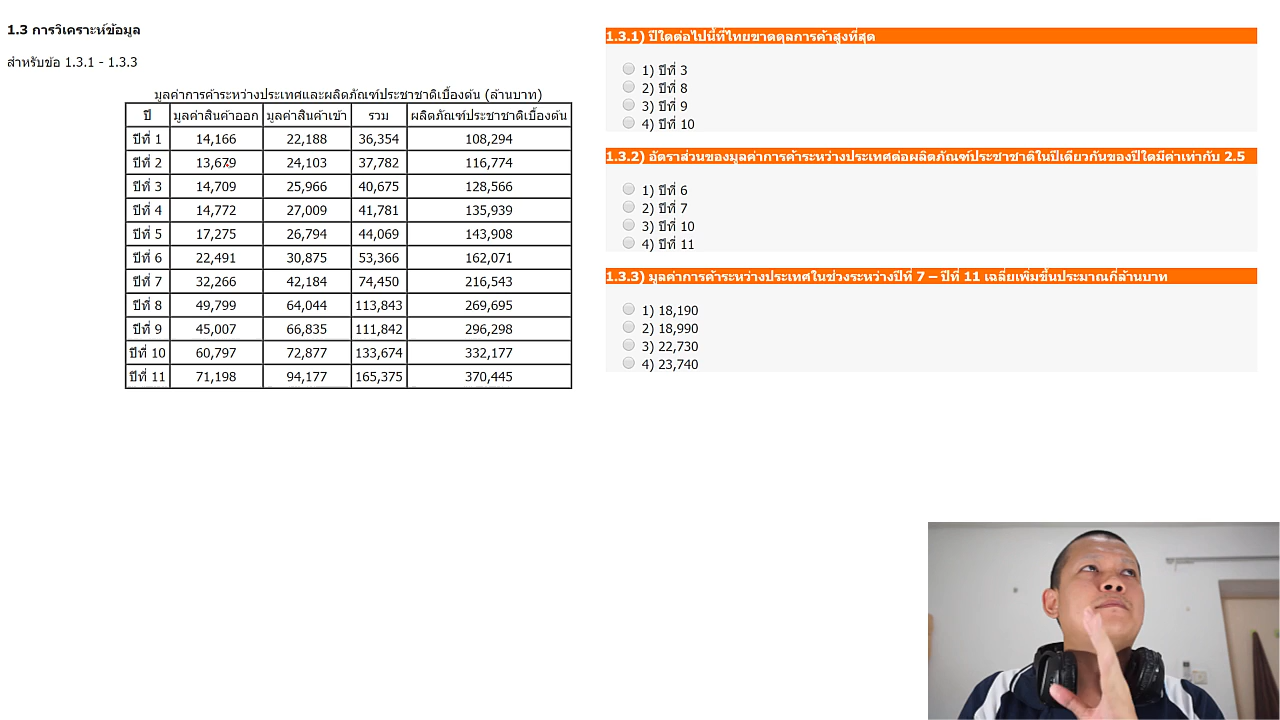 1.3 การวิเคราะห์ข้อมูล
สำหรับข้อ 1.3.1 - 1.3.3
มูลค่าการค้าระหว่างประเทศและผลิตภัณฑ์ประชาชาติเบื้องต้น (ล้านบาท)
ปี มูลค่าสินค้าออก มูลค่าสินค้าเข้า รวม ผลิตภัณฑ์ประชาชาติเบื้องต้น
ปีที่ 1 14,166 22,188 36,354 108,294
ปีที่ 2 13,679 24,103 37,782 116,774
ปีที่ 3 14,709 25,966 40,675 128,566
ปีที่ 4 14,772 27,009 41,781 135,939
ปีที่ 5 17,275 26,794 44,069 143,908
ปีที่ 6 22,491 30,875 53,366 162,071
ปีที่ 7 32,266 42,184 74,450 216,543
ปีที่ 8 49,799 64,044 113,843 269,695
ปีที่ 9 45,007 66,835 111,842 296,298
ปีที่ 10 60,797 72,877 133,674 332,177
ปีที่ 11 71,198 94,177 165,375 370,445
1.3.1) ปีใดต่อไปนี้ที่ไทยขาดดุลการค้าสูงที่สุด
1) ปีที่ 3
2) ปีที่ 8
3) ปีที่ 9
4) ปีที่ 10
1.3.2) อัตราส่วนของมูลค่าการค้าระหว่างประเทศต่อผลิตภัณฑ์ประชาชาติในปีเดียวกันของปีใดมีค่าเท่ากับ 2.5
1) ปีที่ 6
2) ปีที่ 7
3) ปีที่ 10
4) ปีที่ 11
1.3.3) มูลค่าการค้าระหว่างประเทศในช่วงระหว่างปีที่ 7 – ปีที่ 11 เฉลี่ยเพิ่มขึ้นประมาณกี่ล้านบาท
1) 18,190
2) 18,990
3) 22,730
4) 23,740